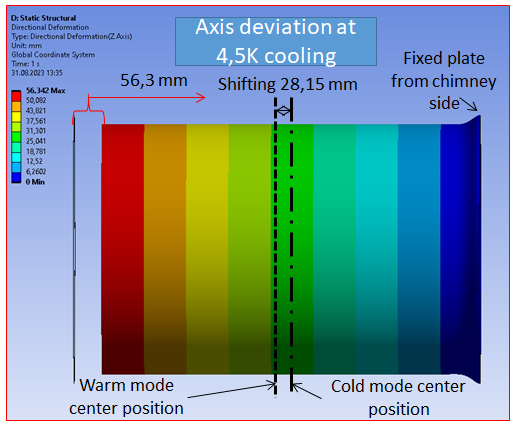 D: Static Structural
Directional Deformation
Type: Directional Deformation(Z Axis)
Unit: mm
Global Coordinate System
Time: 1 s
31.08.2023 13:35
56,342 Max
50,082
43,821
37,561
31,301
25,041
18,781
12,52
6,2602
0 Min
Axis deviation at
4,5K cooling
56,3 mm
Shifting 28,15 mm
Fixed plate
from chimney
side
Warm mode
center position
Cold mode center
position